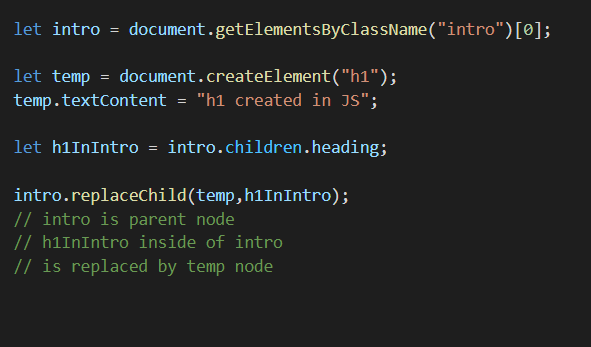 let intro = document.getElementsByClassName("intro")[0];
let temp = document.createElement("h1");
temp.textContent = "h1 created in JS";
let h1InIntro = intro.children.heading;
intro.replaceChild(temp,h1InIntro);
// intro is parent node
// h1InIntro inside of intro
// is replaced by temp node